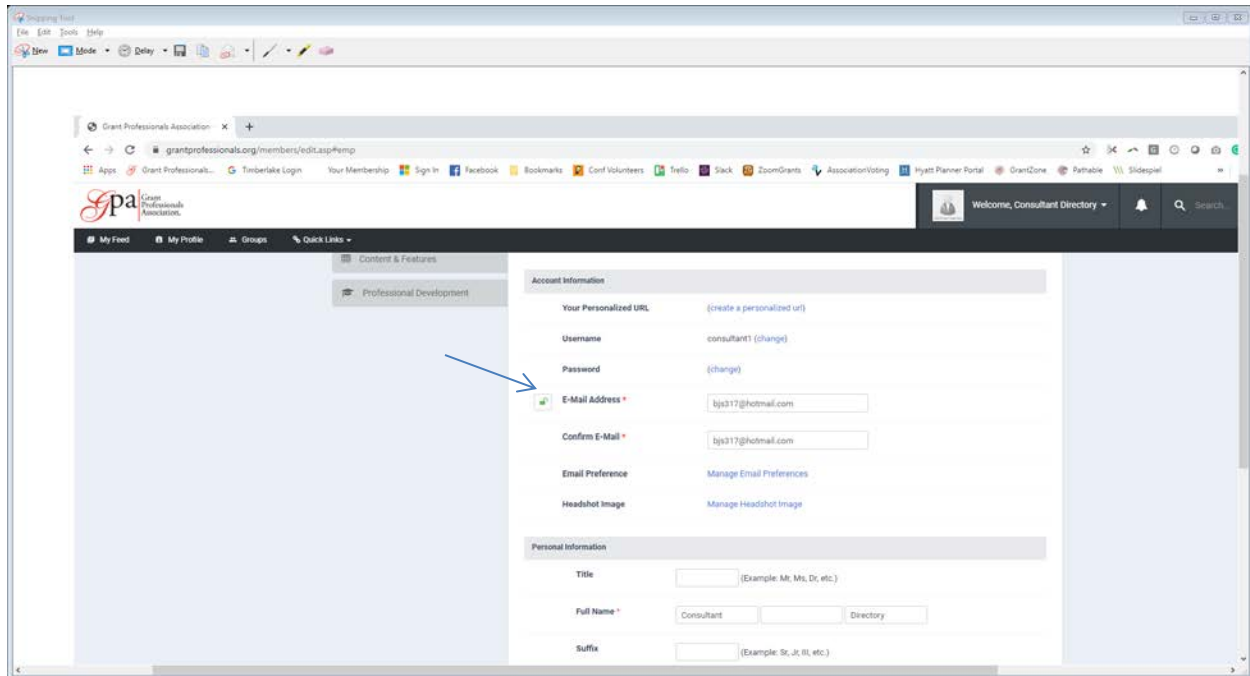 Snipping Tool
File Edit Tools Help
New Mode Delay
Grant Professionals Association
grantprofessionals.org/members/edit.asp#emp
Apps Grant Professionals... Timberlake Login Your Membership Sign In Facebook Bookmarks Conf Volunteers Trello Slack ZoomGrants AssociationVoting Hyatt Planner Portal GrantZone Pathable Slidespiel
Gpa Grant Professionals Association.
Welcome, Consultant Directory
Search...
My Feed My Profile Groups Quick Links
Content & Features
Professional Development
Account Information
Your Personalized URL (create a personalized url)
Username consultant1 (change)
Password (change)
E-Mail Address * bjs317@hotmail.com
Confirm E-Mail * bjs317@hotmail.com
Email Preference Manage Email Preferences
Headshot Image Manage Headshot Image
Personal Information
Title (Example: Mr, Ms, Dr, etc.)
Full Name * Consultant Directory
Suffix (Example: Sr, Jr, III, etc.)